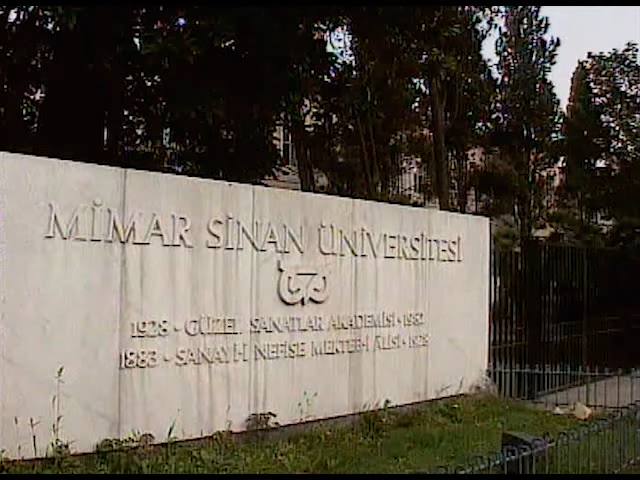 MİMAR SİNAN ÜNİVERSİTESİ
1928 · GÜZEL SANATLAR AKADEMİSİ · 1982
1883 · SANAYİ-İ NEFİSE MEKTEB-İ ÂLİSİ · 1928